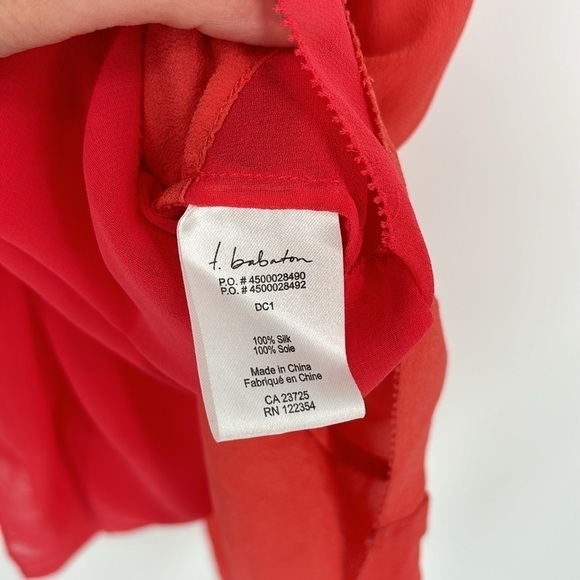 t. babaton
P.O. # 4500028490
P.O. # 4500028492
DC1
100% Silk
100% Soie
Made in China
Fabriqué en Chine
CA 23725
RN 122354